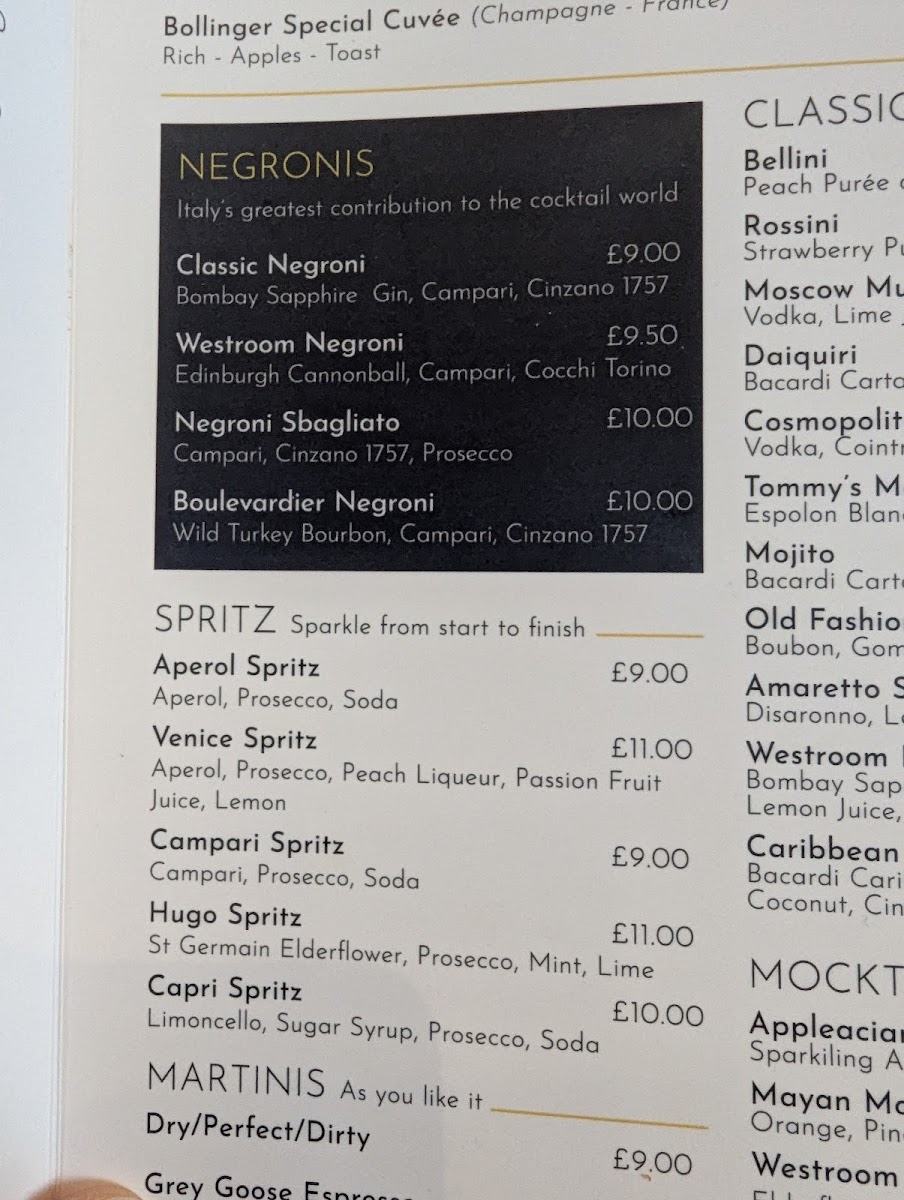 Bollinger Special Cuvée (Champagne - France)
Rich - Apples - Toast
NEGRONIS
Italy's greatest contribution to the cocktail world
Classic Negroni £9.00
Bombay Sapphire Gin, Campari, Cinzano 1757
Westroom Negroni £9.50
Edinburgh Cannonball, Campari, Cocchi Torino
Negroni Sbagliato £10.00
Campari, Cinzano 1757, Prosecco
Boulevardier Negroni £10.00
Wild Turkey Bourbon, Campari, Cinzano 1757
SPRITZ Sparkle from start to finish
Aperol Spritz £9.00
Aperol, Prosecco, Soda
Venice Spritz £11.00
Aperol, Prosecco, Peach Liqueur, Passion Fruit
Juice, Lemon
Campari Spritz £9.00
Campari, Prosecco, Soda
Hugo Spritz £11.00
St Germain Elderflower, Prosecco, Mint, Lime
Capri Spritz £10.00
Limoncello, Sugar Syrup, Prosecco, Soda
MARTINIS As you like it
Dry/Perfect/Dirty £9.00
Grey Goose
CLASSIC
Bellini
Peach Purée
Rossini
Strawberry
Moscow
Vodka, Lime
Daiquiri
Bacardi
Vodka,
Tommy's
Espolon
Mojito
Bacardi
Old
Boubon,
Amaretto
Disaronno,
Westroom
Bombay
Lemon Juice,
Caribbean
Bacardi
Coconut,
Sparkiling
Mayan
Orange,
Westroom